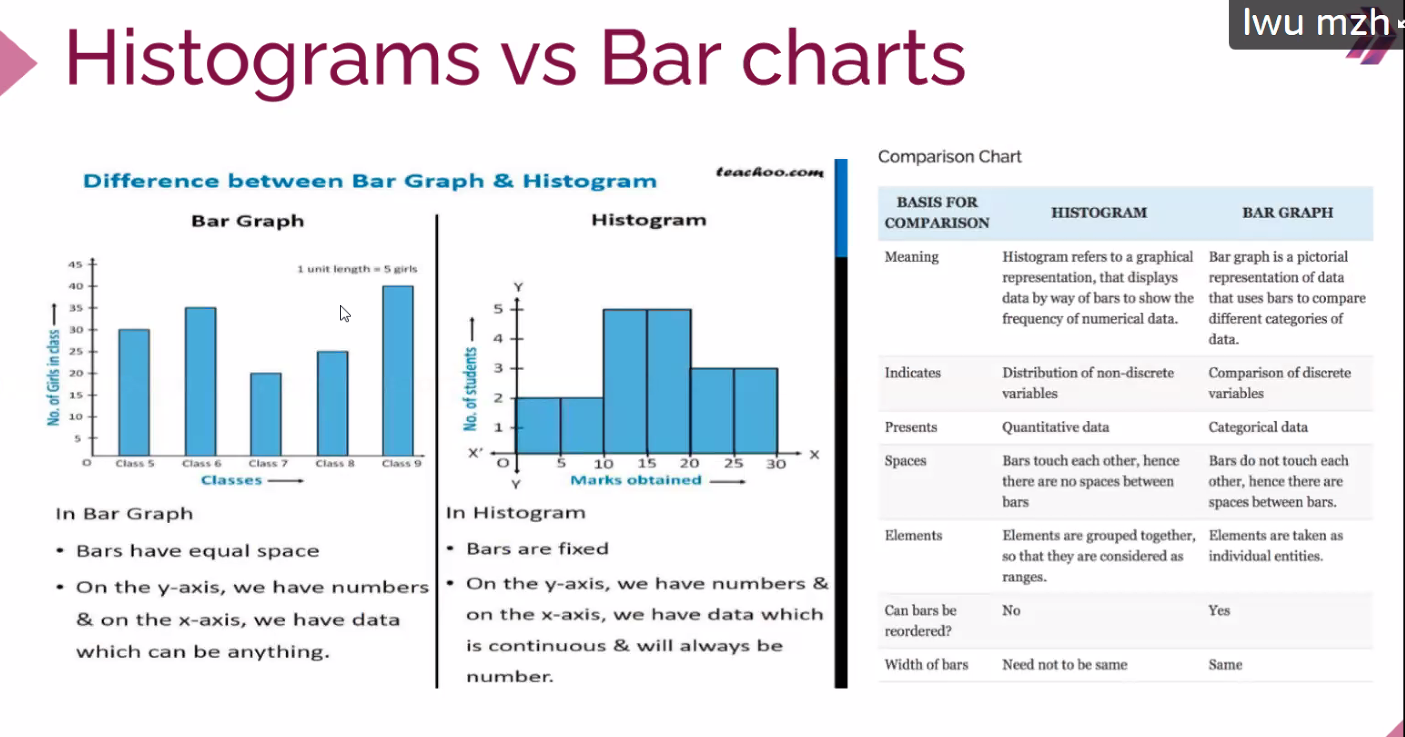 lwu mzh
Histograms vs Bar charts
Difference between Bar Graph & Histogram
teachoo.com
Bar Graph
1 unit length = 5 girls
No. of Girls in class
45
40
35
30
25
20
15
10
5
O
Class 5 Class 6 Class 7 Class 8 Class 9
Classes
In Bar Graph
• Bars have equal space
• On the y-axis, we have numbers
& on the x-axis, we have data
which can be anything.
Histogram
Y
No. of students
5
4
3
2
1
X' O 5 10 15 20 25 30 X
Y
Marks obtained
In Histogram
• Bars are fixed
• On the y-axis, we have numbers &
on the x-axis, we have data which
is continuous & will always be
number.
Comparison Chart
BASIS FOR
COMPARISON
HISTOGRAM
BAR GRAPH
Meaning
Histogram refers to a graphical
representation, that displays
data by way of bars to show the
frequency of numerical data.
Bar graph is a pictorial
representation of data
that uses bars to compare
different categories of
data.
Indicates
Distribution of non-discrete
variables
Comparison of discrete
variables
Presents
Quantitative data
Categorical data
Spaces
Bars touch each other, hence
there are no spaces between
bars
Bars do not touch each
other, hence there are
spaces between bars.
Elements
Elements are grouped together,
so that they are considered as
ranges.
Elements are taken as
individual entities.
Can bars be
reordered?
No
Yes
Width of bars
Need not to be same
Same